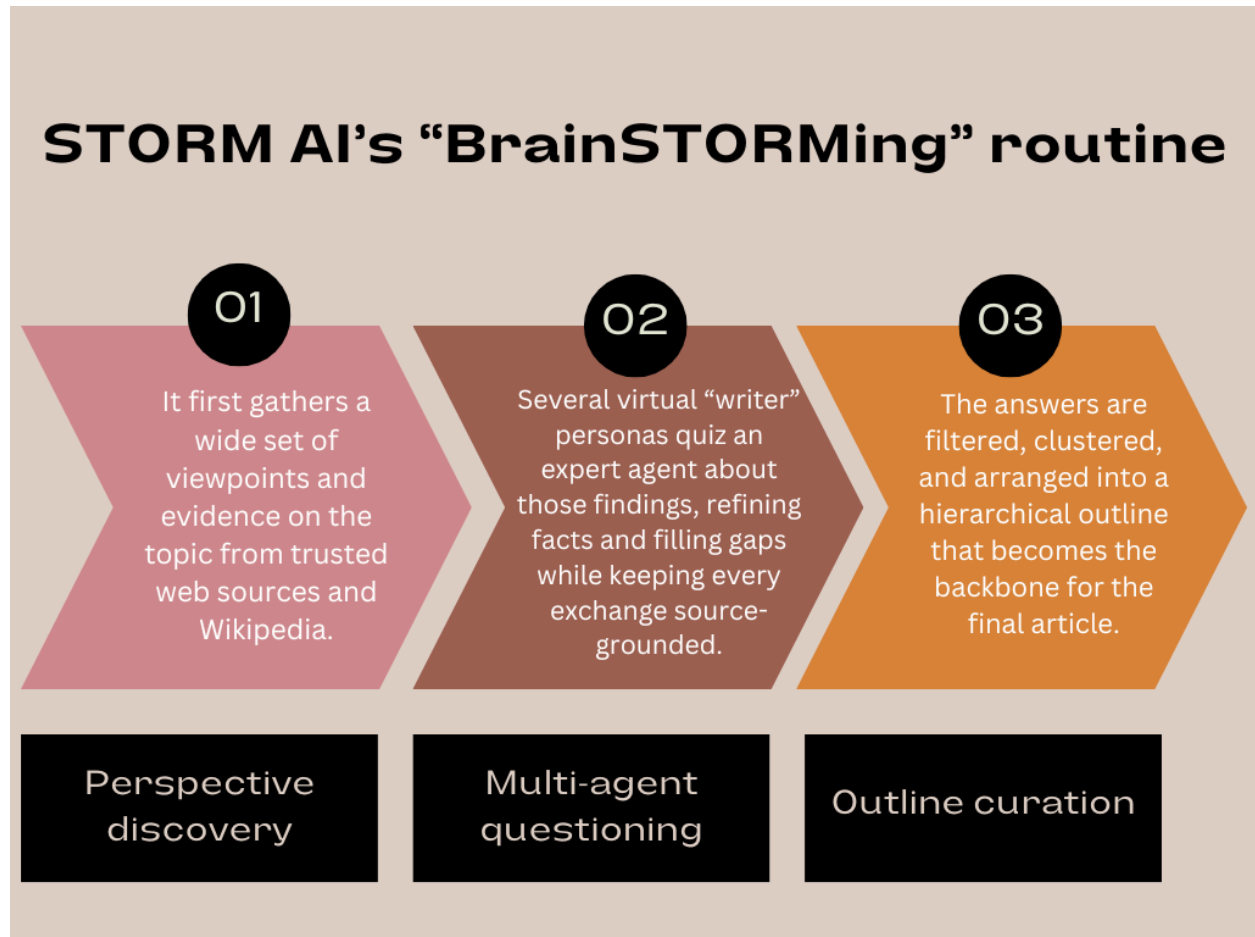 STORM AI’s “BrainSTORMing” routine
01
It first gathers a
wide set of
viewpoints and
evidence on the
topic from trusted
web sources and
Wikipedia.
Perspective
discovery
02
Several virtual “writer”
personas quiz an
expert agent about
those findings, refining
facts and filling gaps
while keeping every
exchange source-
grounded.
Multi-agent
questioning
03
The answers are
filtered, clustered,
and arranged into a
hierarchical outline
that becomes the
backbone for the
final article.
Outline curation